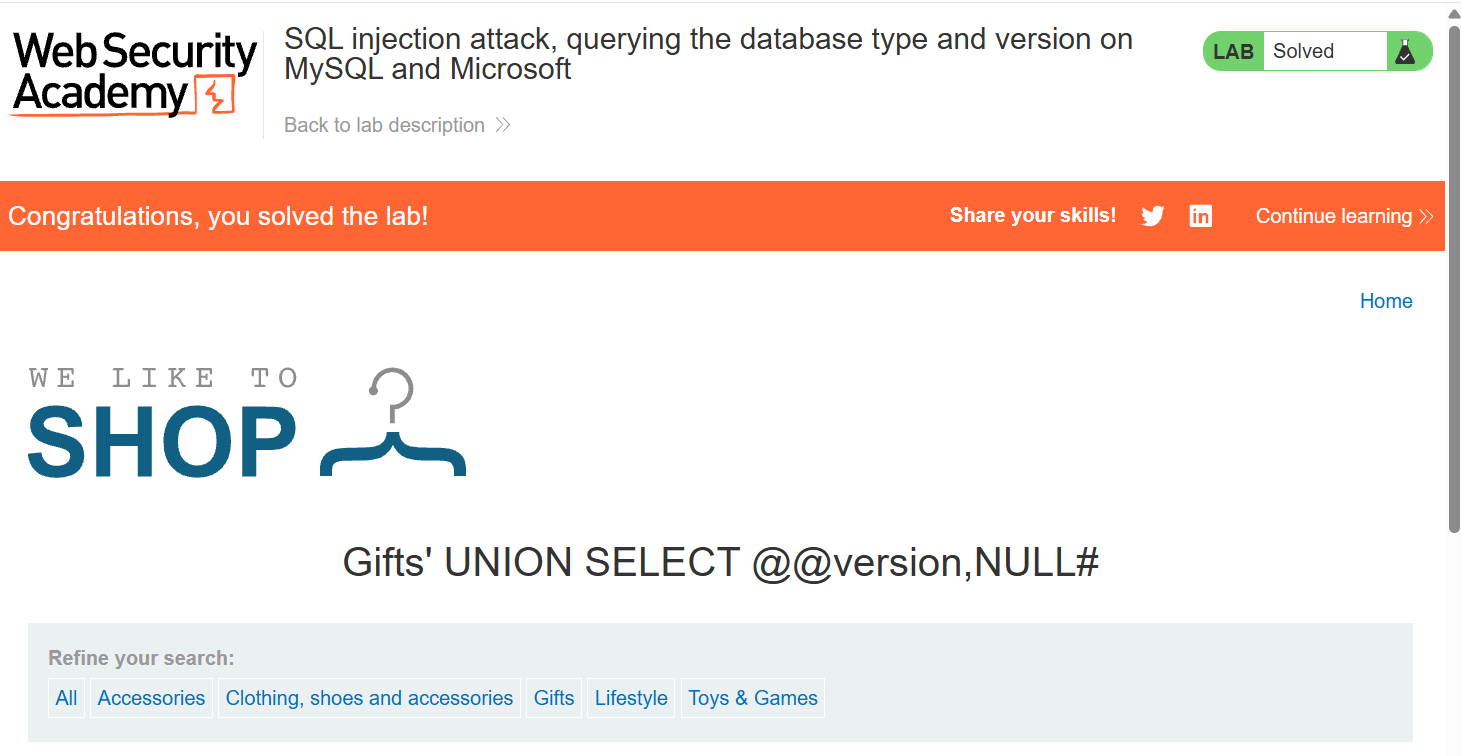 Web Security
Academy
SQL injection attack, querying the database type and version on
MySQL and Microsoft
Back to lab description
LAB Solved
Congratulations, you solved the lab!
Share your skills!
Continue learning
Home
WE LIKE TO
SHOP
Gifts' UNION SELECT @@version,NULL#
Refine your search:
All Accessories Clothing, shoes and accessories Gifts Lifestyle Toys & Games